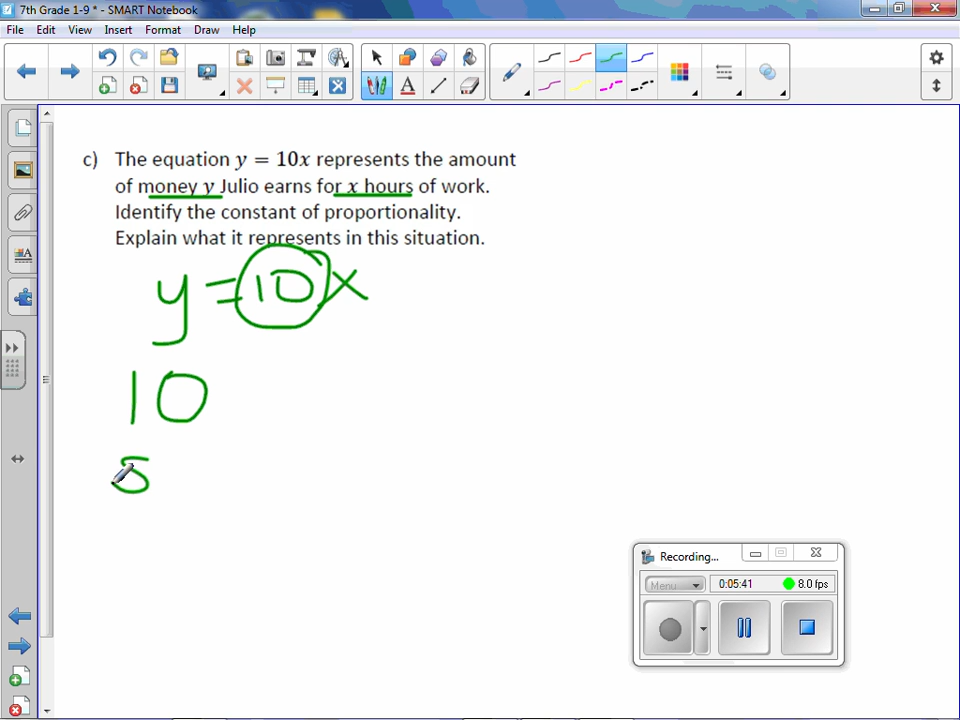 7th Grade 1-9 * - SMART Notebook
File Edit View Insert Format Draw Help
c) The equation y = 10x represents the amount
of money y Julio earns for x hours of work.
Identify the constant of proportionality.
Explain what it represents in this situation.
y = 10 x
10
5
Recording...
Menu 0:05:41 8.0 fps